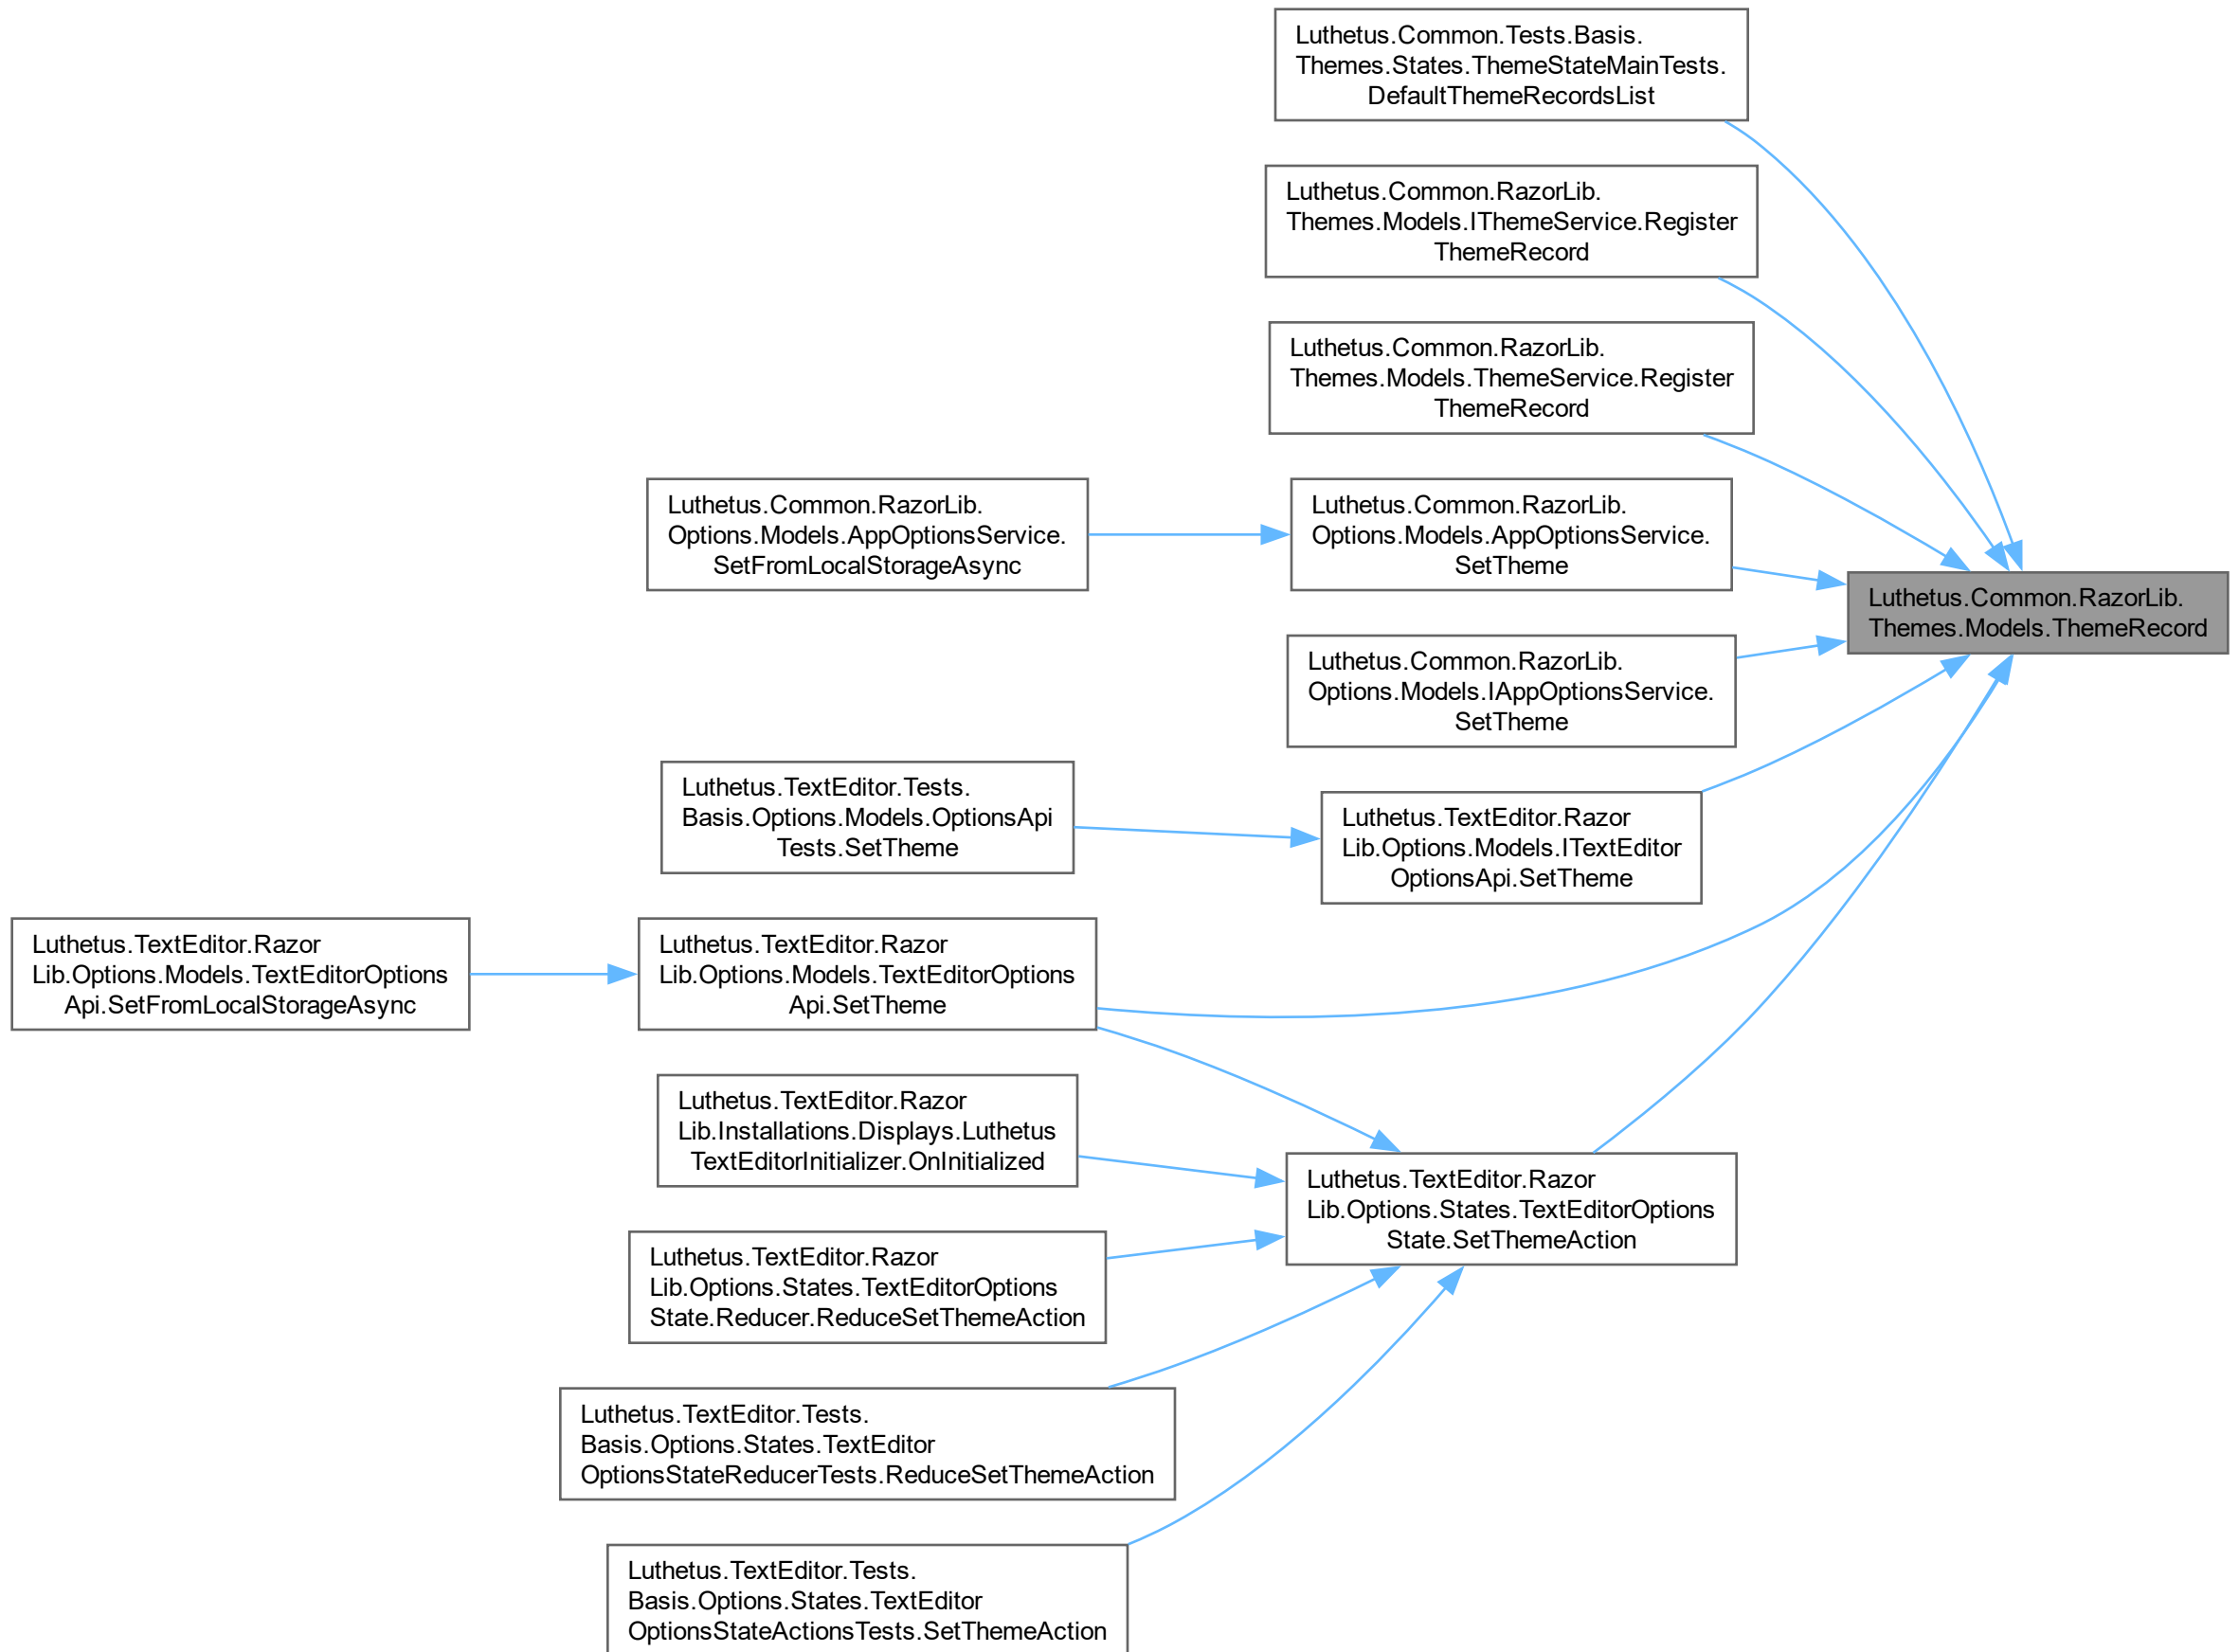 Luthetus.Common.Tests.Basis.
Themes.States.ThemeStateMainTests.
DefaultThemeRecordsList
Luthetus.Common.RazorLib.
Themes.Models.IThemeService.Register
ThemeRecord
Luthetus.Common.RazorLib.
Themes.Models.ThemeService.Register
ThemeRecord
Luthetus.Common.RazorLib.
Options.Models.AppOptionsService.
SetFromLocalStorageAsync
Luthetus.Common.RazorLib.
Options.Models.AppOptionsService.
SetTheme
Luthetus.Common.RazorLib.
Themes.Models.ThemeRecord
Luthetus.Common.RazorLib.
Options.Models.IAppOptionsService.
SetTheme
Luthetus.TextEditor.Tests.
Basis.Options.Models.OptionsApi
Tests.SetTheme
Luthetus.TextEditor.Razor
Lib.Options.Models.ITextEditor
OptionsApi.SetTheme
Luthetus.TextEditor.Razor
Lib.Options.Models.TextEditorOptions
Api.SetFromLocalStorageAsync
Luthetus.TextEditor.Razor
Lib.Options.Models.TextEditorOptions
Api.SetTheme
Luthetus.TextEditor.Razor
Lib.Installations.Displays.Luthetus
TextEditorInitializer.OnInitialized
Luthetus.TextEditor.Razor
Lib.Options.States.TextEditorOptions
State.SetThemeAction
Luthetus.TextEditor.Razor
Lib.Options.States.TextEditorOptions
State.Reducer.ReduceSetThemeAction
Luthetus.TextEditor.Tests.
Basis.Options.States.TextEditor
OptionsStateReducerTests.ReduceSetThemeAction
Luthetus.TextEditor.Tests.
Basis.Options.States.TextEditor
OptionsStateActionsTests.SetThemeAction